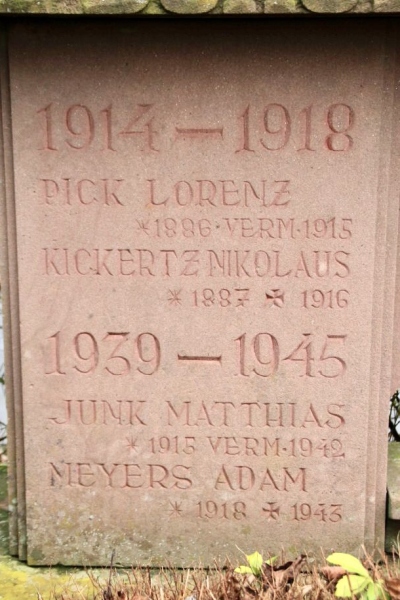 1914 – 1918
PICK LORENZ
*1886·VERM·1915
KICKERTZ NIKOLAUS
* 1887 ✠ 1916
1939 – 1945
JUNK MATTHIAS
*1915 VERM·1942
MEYERS ADAM
* 1918 ✠ 1943